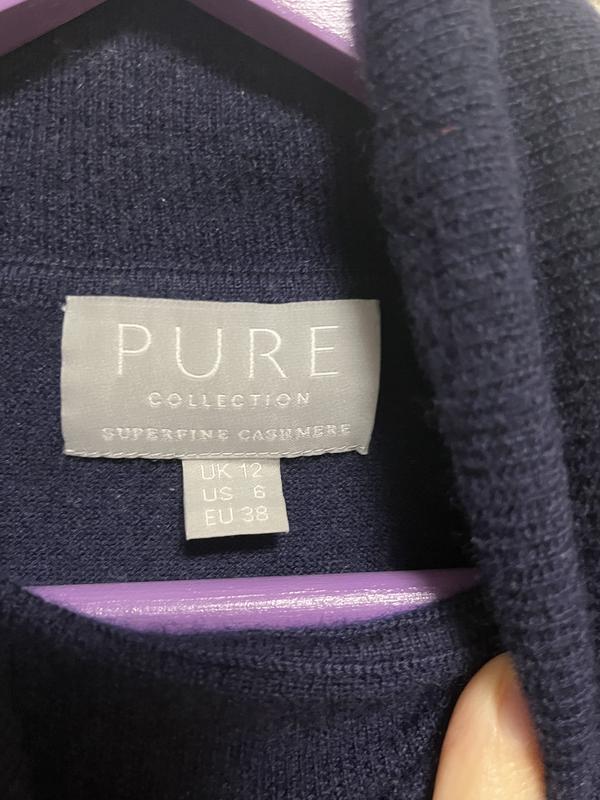 PURE
COLLECTION
SUPERFINE CASHMERE
UK 12
US 6
EU 38